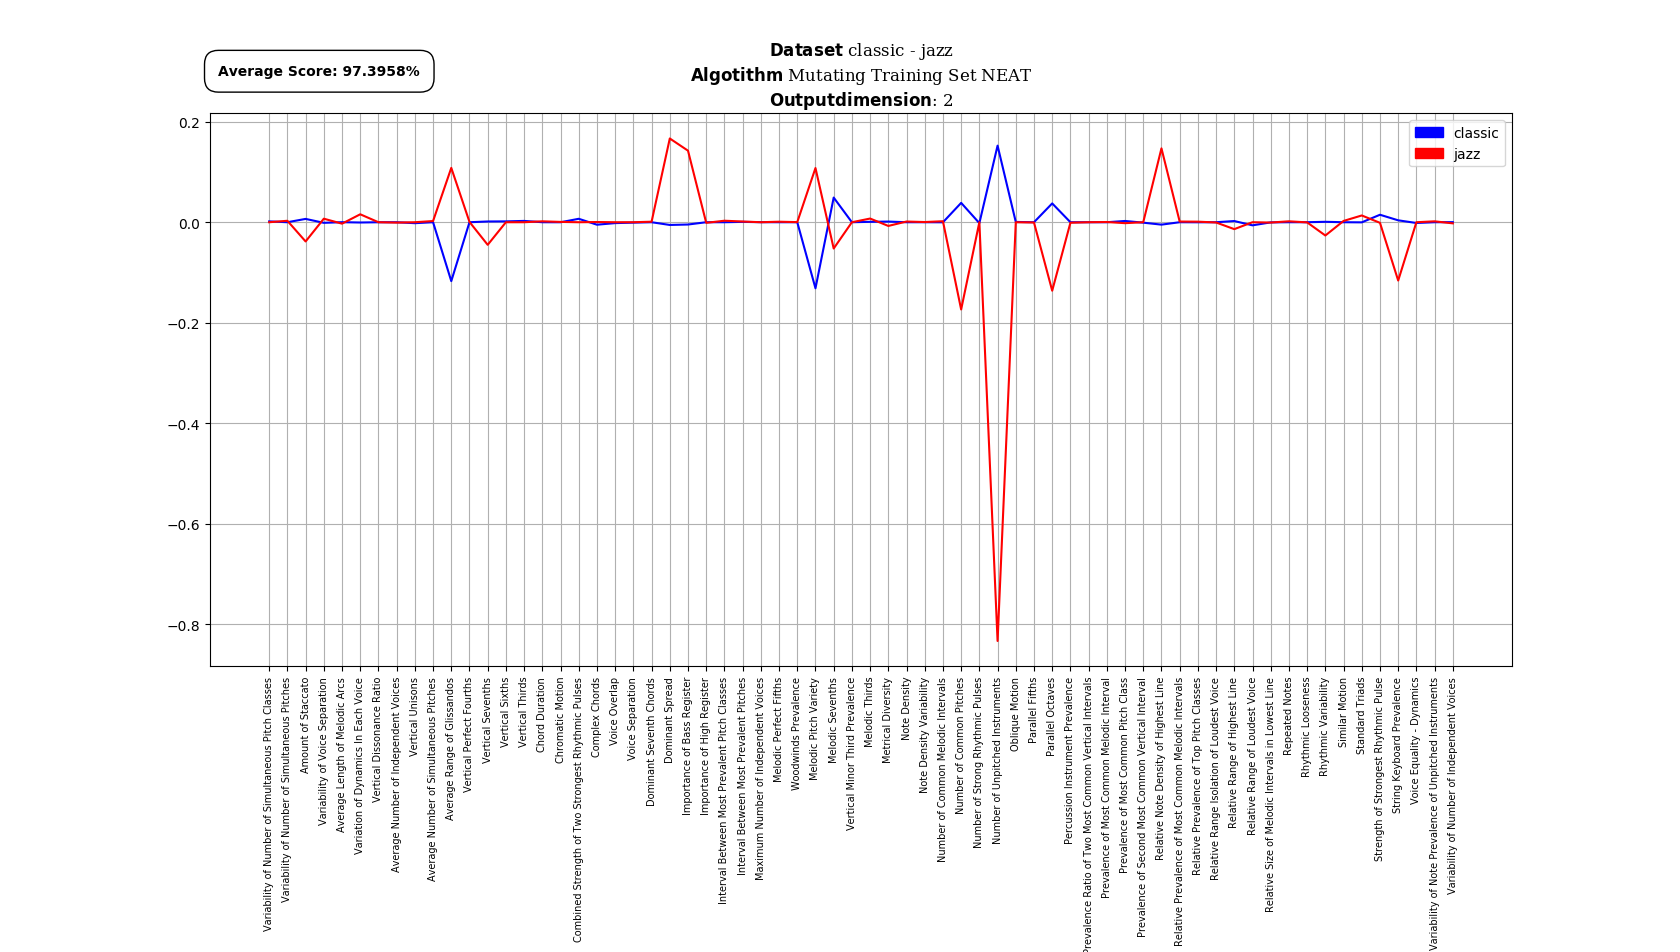 Average Score: 97.3958%
Dataset classic - jazz
Algotithm Mutating Training Set NEAT
Outputdimension: 2
classic
jazz
0.2
0.0
−0.2
−0.4
−0.6
−0.8
Variability of Number of Simultaneous Pitch Classes
Variability of Number of Simultaneous Pitches
Amount of Staccato
Variability of Voice Separation
Average Length of Melodic Arcs
Variation of Dynamics In Each Voice
Vertical Dissonance Ratio
Average Number of Independent Voices
Vertical Unisons
Average Number of Simultaneous Pitches
Average Range of Glissandos
Vertical Perfect Fourths
Vertical Sevenths
Vertical Sixths
Vertical Thirds
Chord Duration
Chromatic Motion
Combined Strength of Two Strongest Rhythmic Pulses
Complex Chords
Voice Overlap
Voice Separation
Dominant Seventh Chords
Dominant Spread
Importance of Bass Register
Importance of High Register
Interval Between Most Prevalent Pitch Classes
Interval Between Most Prevalent Pitches
Maximum Number of Independent Voices
Melodic Perfect Fifths
Woodwinds Prevalence
Melodic Pitch Variety
Melodic Sevenths
Vertical Minor Third Prevalence
Melodic Thirds
Metrical Diversity
Note Density
Note Density Variability
Number of Common Melodic Intervals
Number of Common Pitches
Number of Strong Rhythmic Pulses
Number of Unpitched Instruments
Oblique Motion
Parallel Fifths
Parallel Octaves
Percussion Instrument Prevalence
Prevalence Ratio of Two Most Common Vertical Intervals
Prevalence of Most Common Melodic Interval
Prevalence of Most Common Pitch Class
Prevalence of Second Most Common Vertical Interval
Relative Note Density of Highest Line
Relative Prevalence of Most Common Melodic Intervals
Relative Prevalence of Top Pitch Classes
Relative Range Isolation of Loudest Voice
Relative Range of Highest Line
Relative Range of Loudest Voice
Relative Size of Melodic Intervals in Lowest Line
Repeated Notes
Rhythmic Looseness
Rhythmic Variability
Similar Motion
Standard Triads
Strength of Strongest Rhythmic Pulse
String Keyboard Prevalence
Voice Equality - Dynamics
Variability of Note Prevalence of Unpitched Instruments
Variability of Number of Independent Voices